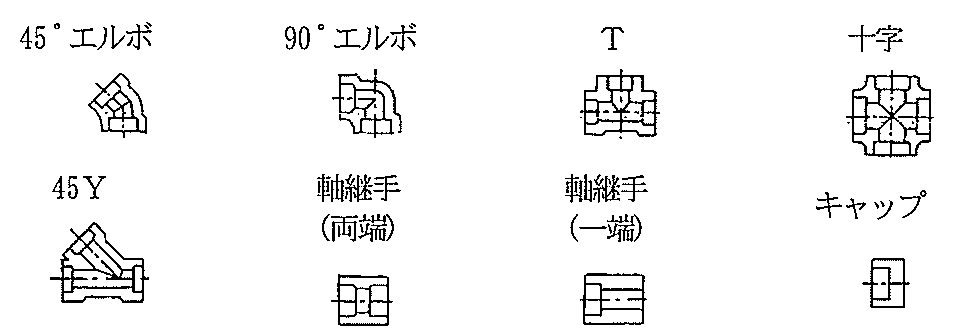 45°エルボ
90°エルボ
T
十字
45Y
軸継手
(両端)
軸継手
(一端)
キャップ